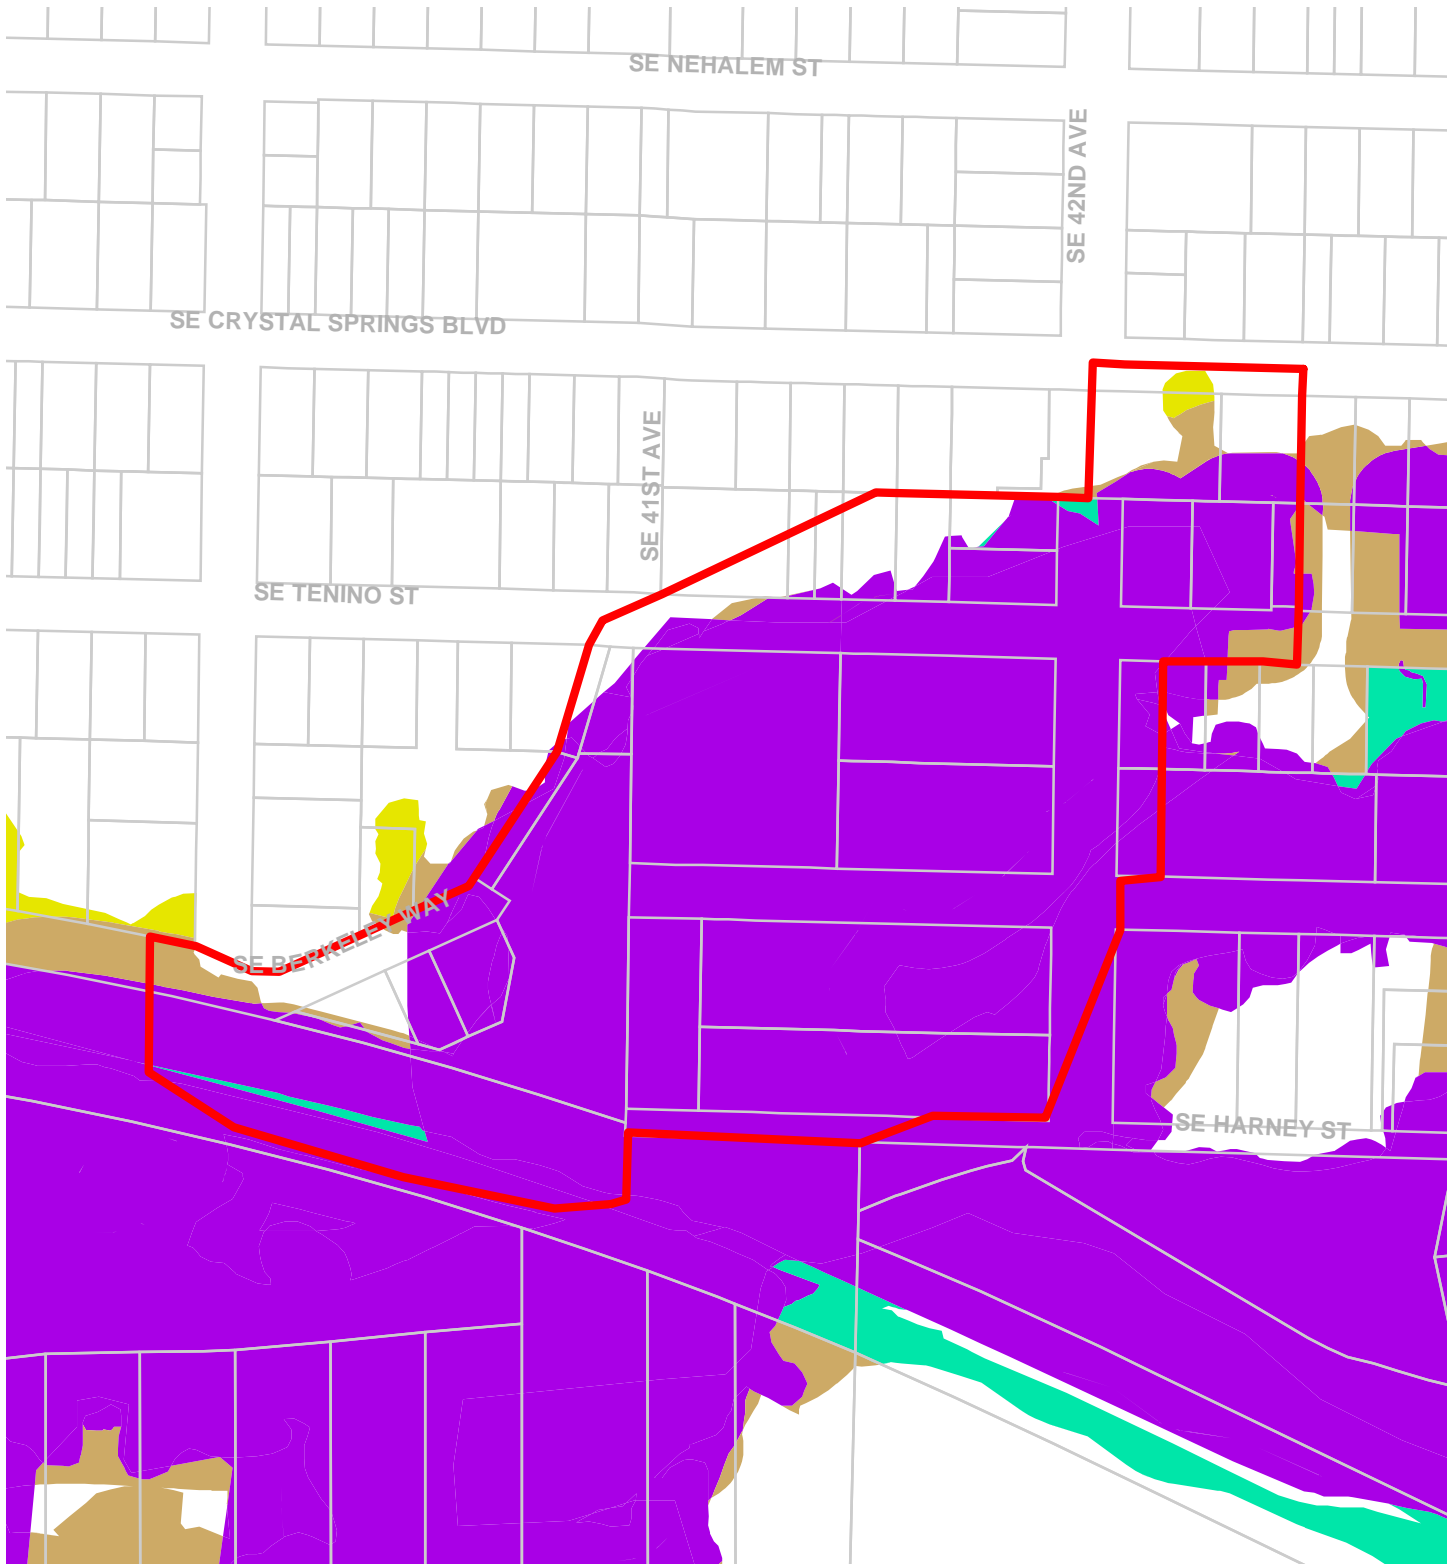 SE NEHALEM ST
SE 42ND AVE
SE CRYSTAL SPRINGS BLVD
SE 41ST AVE
SE TENINO ST
SE BERKELEY WAY
SE HARNEY ST